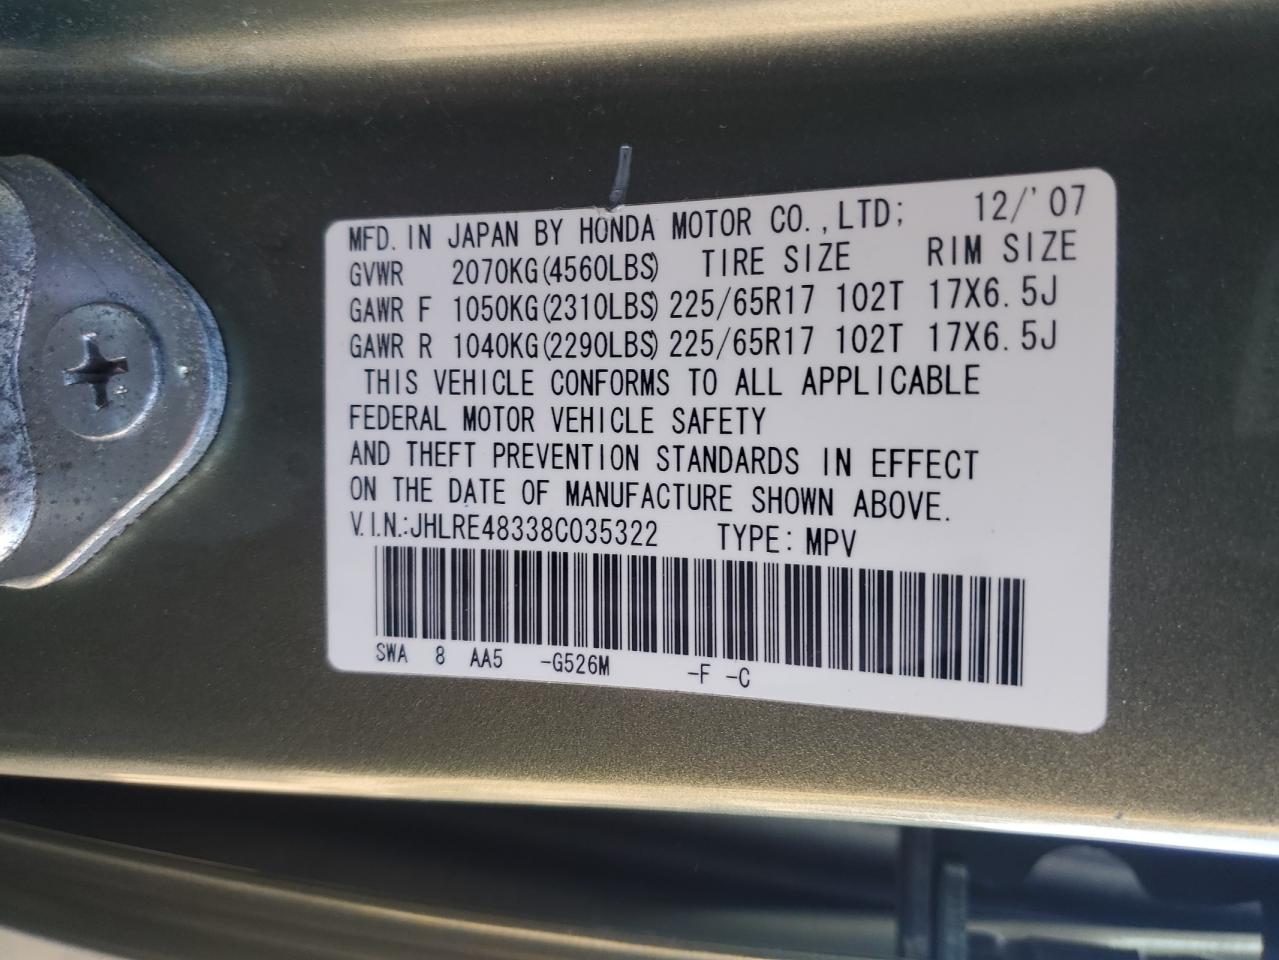 MFD. IN JAPAN BY HONDA MOTOR CO.,LTD; 12/'07
GVWR 2070KG(4560LBS) TIRE SIZE RIM SIZE
GAWR F 1050KG(2310LBS) 225/65R17 102T 17X6.5J
GAWR R 1040KG(2290LBS) 225/65R17 102T 17X6.5J
THIS VEHICLE CONFORMS TO ALL APPLICABLE
FEDERAL MOTOR VEHICLE SAFETY
AND THEFT PREVENTION STANDARDS IN EFFECT
ON THE DATE OF MANUFACTURE SHOWN ABOVE.
V.I.N.:JHLRE48338C035322 TYPE: MPV
SWA 8 AA5 -G526M -F -C